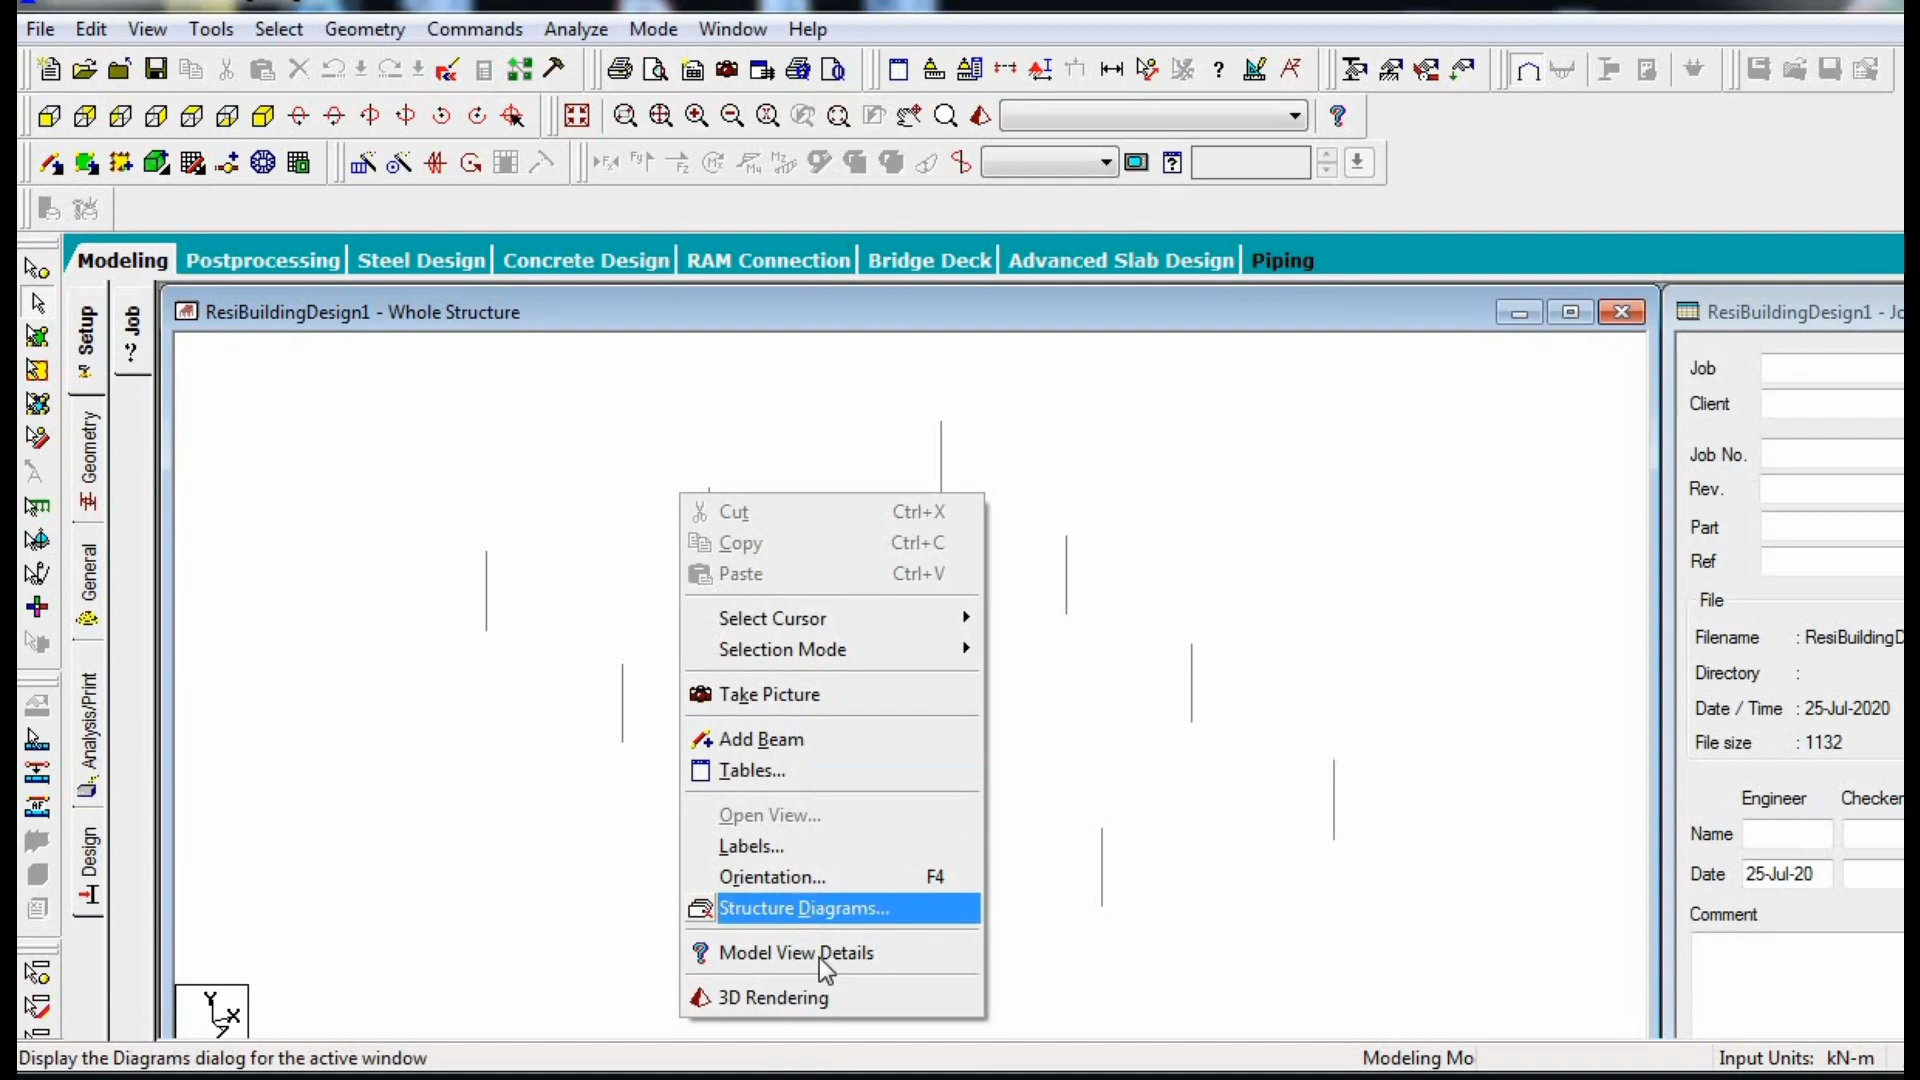 File Edit View Tools Select Geometry Commands Analyze Mode Window Help
Modeling Postprocessing Steel Design Concrete Design RAM Connection Bridge Deck Advanced Slab Design Piping
Setup
Geometry
General
Analysis/Print
Design
Job
ResiBuildingDesign1 - Whole Structure
Cut Ctrl+X
Copy Ctrl+C
Paste Ctrl+V
Select Cursor
Selection Mode
Take Picture
Add Beam
Tables...
Open View...
Labels...
Orientation... F4
Structure Diagrams...
Model View Details
3D Rendering
Y
X
Z
ResiBuildingDesign1 - Jo
Job
Client
Job No.
Rev.
Part
Ref
File
Filename : ResiBuildingD
Directory :
Date / Time : 25-Jul-2020
File size : 1132
Engineer Checker
Name
Date 25-Jul-20
Comment
Display the Diagrams dialog for the active window Modeling Mo Input Units: kN-m